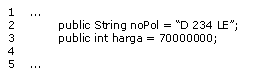 1 ...
2 public String noPol = “D 234 LE”;
3 public int harga = 70000000;
4
5 ...